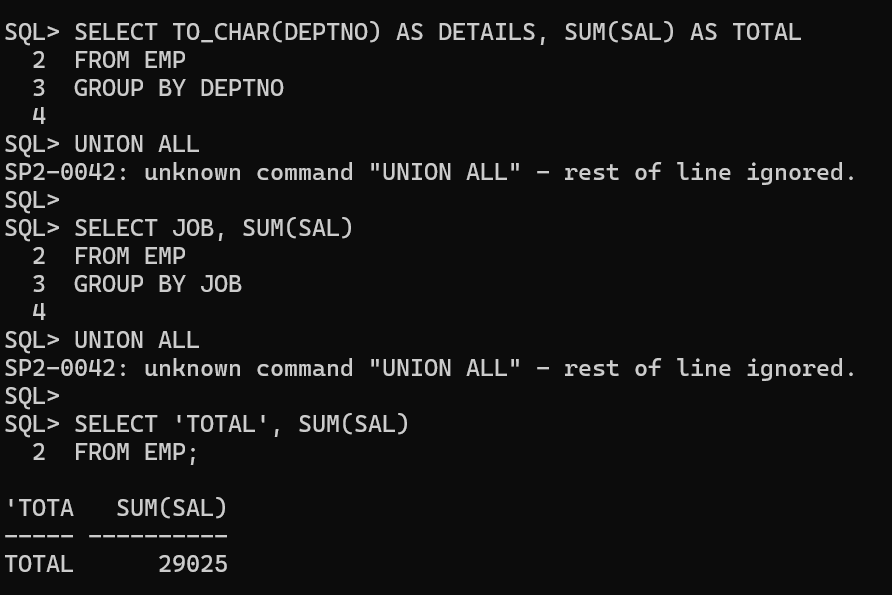 SQL> SELECT TO_CHAR(DEPTNO) AS DETAILS, SUM(SAL) AS TOTAL
  2  FROM EMP
  3  GROUP BY DEPTNO
  4
SQL> UNION ALL
SP2-0042: unknown command "UNION ALL" - rest of line ignored.
SQL>
SQL> SELECT JOB, SUM(SAL)
  2  FROM EMP
  3  GROUP BY JOB
  4
SQL> UNION ALL
SP2-0042: unknown command "UNION ALL" - rest of line ignored.
SQL>
SQL> SELECT 'TOTAL', SUM(SAL)
  2  FROM EMP;

'TOTA   SUM(SAL)
----- ----------
TOTAL      29025